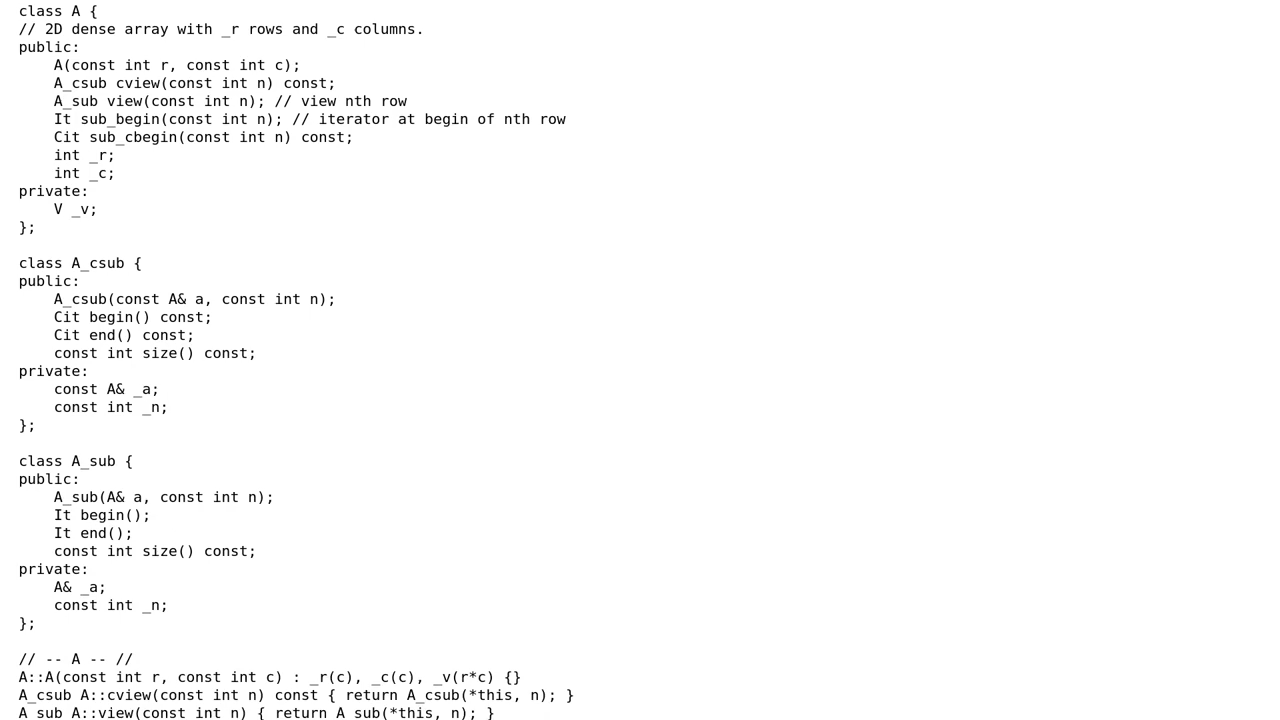 class A {
// 2D dense array with _r rows and _c columns.
public:
    A(const int r, const int c);
    A_csub cview(const int n) const;
    A_sub view(const int n); // view nth row
    It sub_begin(const int n); // iterator at begin of nth row
    Cit sub_cbegin(const int n) const;
    int _r;
    int _c;
private:
    V _v;
};

class A_csub {
public:
    A_csub(const A& a, const int n);
    Cit begin() const;
    Cit end() const;
    const int size() const;
private:
    const A& _a;
    const int _n;
};

class A_sub {
public:
    A_sub(A& a, const int n);
    It begin();
    It end();
    const int size() const;
private:
    A& _a;
    const int _n;
};

// -- A -- //
A::A(const int r, const int c) : _r(c), _c(c), _v(r*c) {}
A_csub A::cview(const int n) const { return A_csub(*this, n); }
A_sub A::view(const int n) { return A_sub(*this, n); }